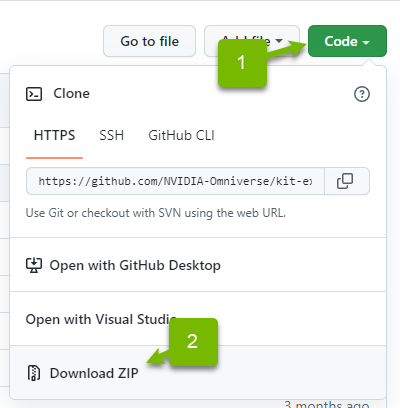 Go to file
Add file
Code
1
Clone
HTTPS SSH GitHub CLI
https://github.com/NVIDIA-Omniverse/kit-ex
Use Git or checkout with SVN using the web URL.
Open with GitHub Desktop
Open with Visual Studio
2
Download ZIP
3 months ago